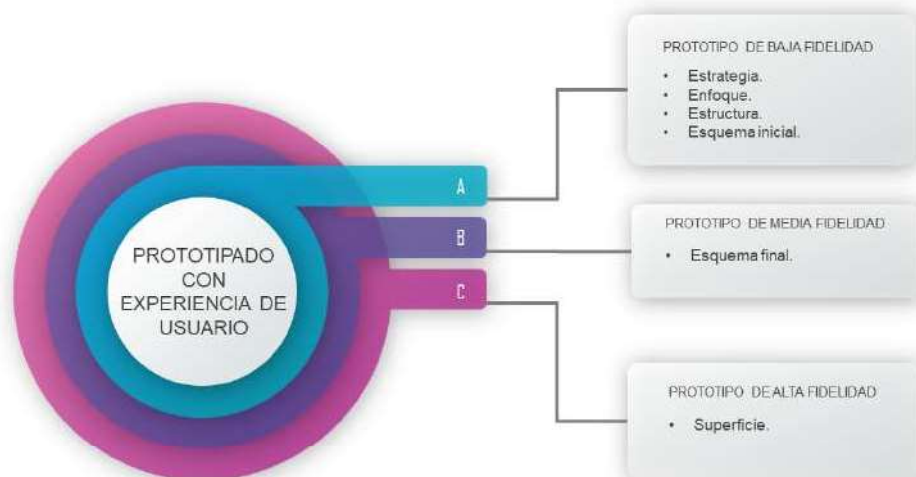 PROTOTIPADO
CON
EXPERIENCIA DE
USUARIO
A
B
C
PROTOTIPO DE BAJA FIDELIDAD
• Estrategia.
• Enfoque.
• Estructura.
• Esquema inicial.
PROTOTIPO DE MEDIA FIDELIDAD
• Esquema final.
PROTOTIPO DE ALTA FIDELIDAD
• Superficie.